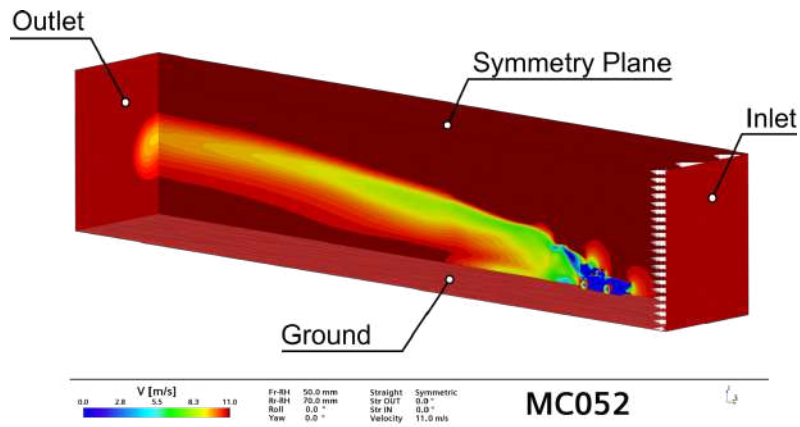 Outlet
Symmetry Plane
Inlet
Ground
V [m/s]
0.0 2.8 5.5 8.3 11.0
Fr-RH 50.0 mm
Rr-RH 70.0 mm
Roll 0.0 °
Yaw 0.0 °
Straight Symmetric
Str OUT 0.0 °
Str IN 0.0 °
Velocity 11.0 m/s
MC052